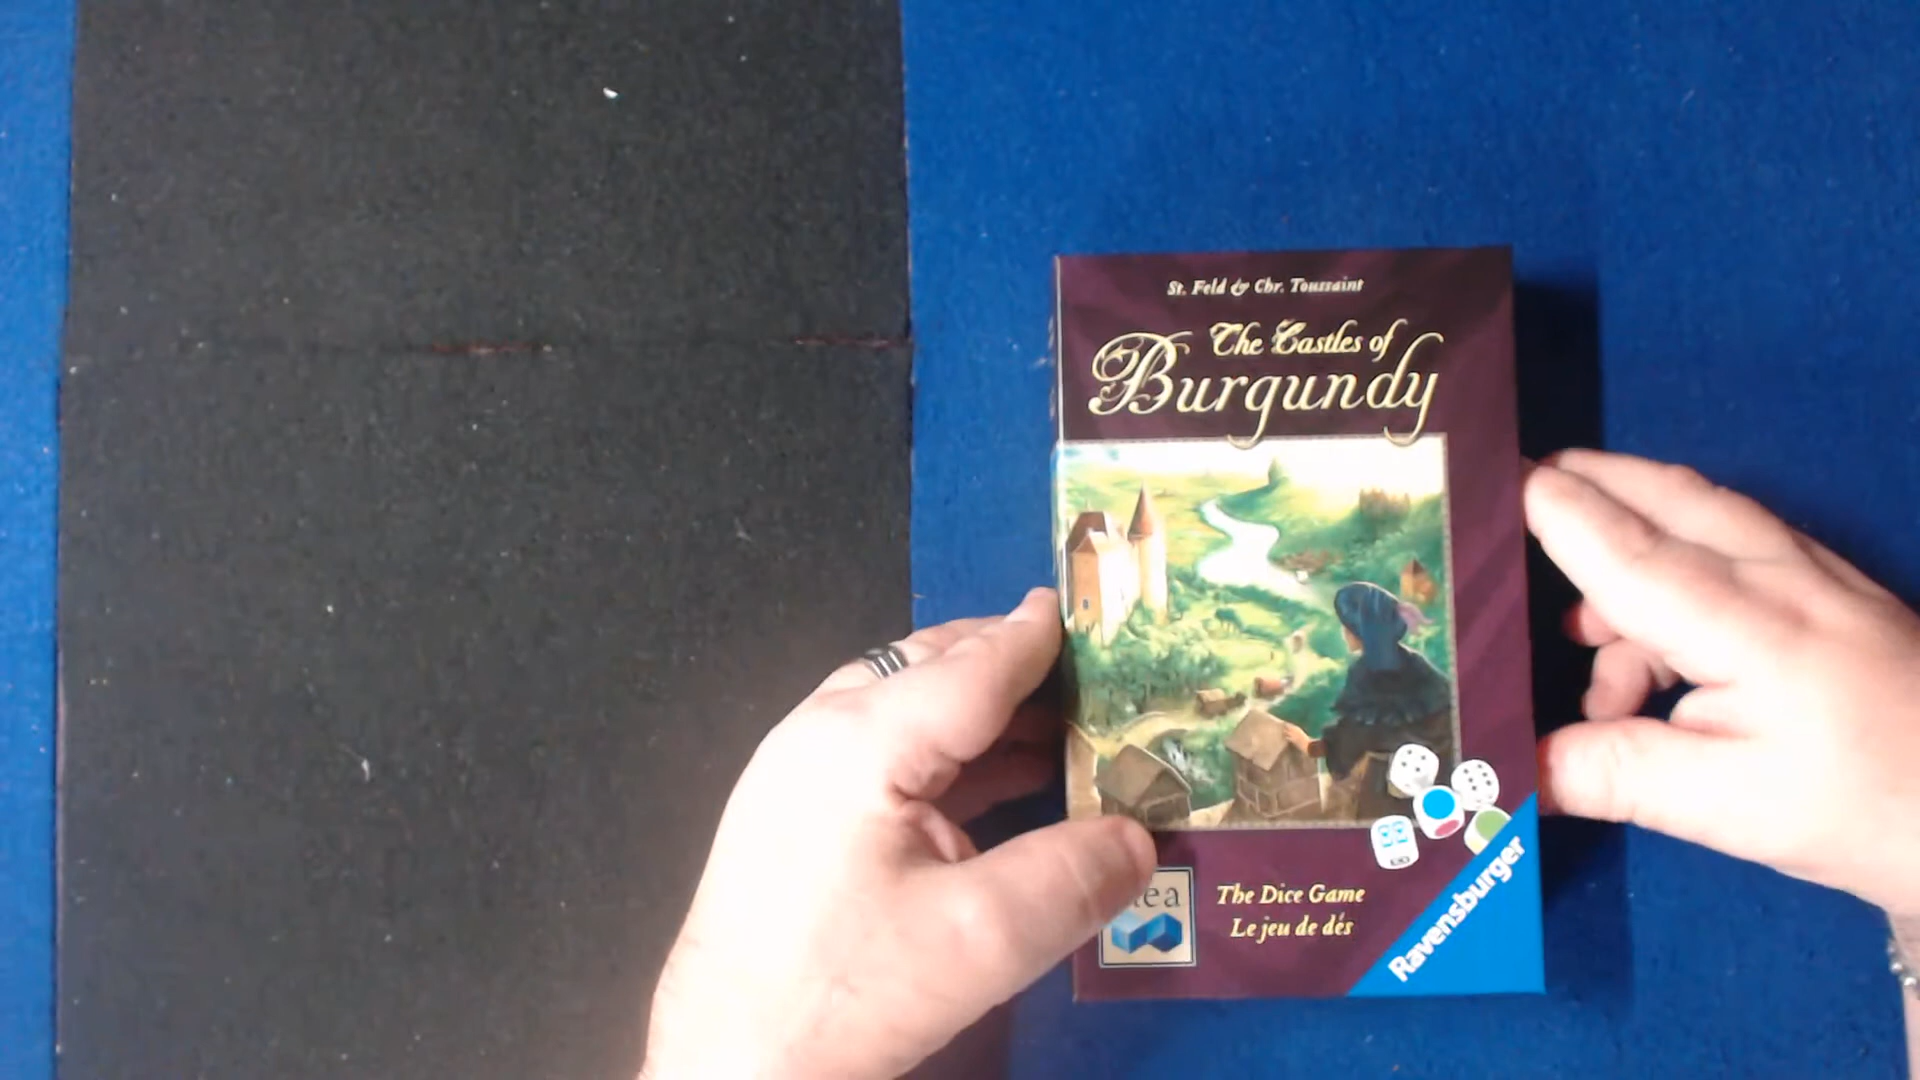 St. Feld & Chr. Toussaint
The Castles of
Burgundy
The Dice Game
Le jeu de dés
Ravensburger